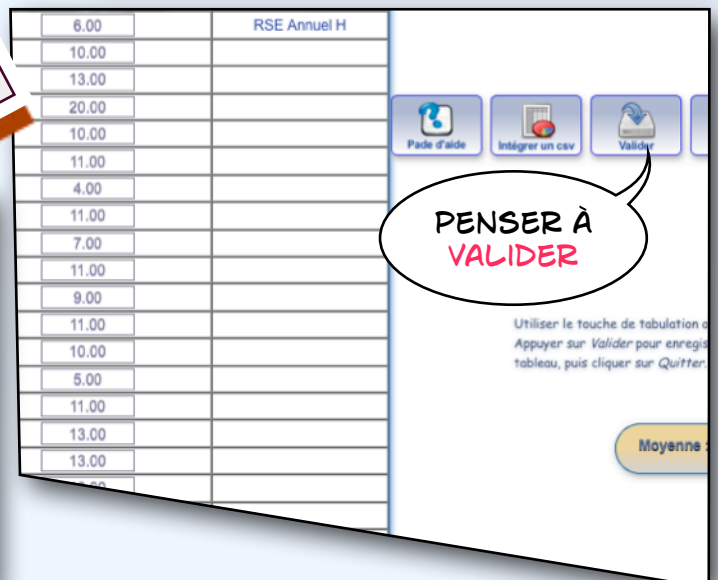 6.00 RSE Annuel H
10.00
13.00
20.00
10.00
11.00
4.00
11.00
7.00
11.00
9.00
11.00
10.00
5.00
11.00
13.00
13.00
Pade d'aide
Intégrer un csv
Valider
PENSER À
VALIDER
Utiliser le touche de tabulation
Appuyer sur Valider pour enregis
tableau, puis cliquer sur Quitter.
Moyenne :